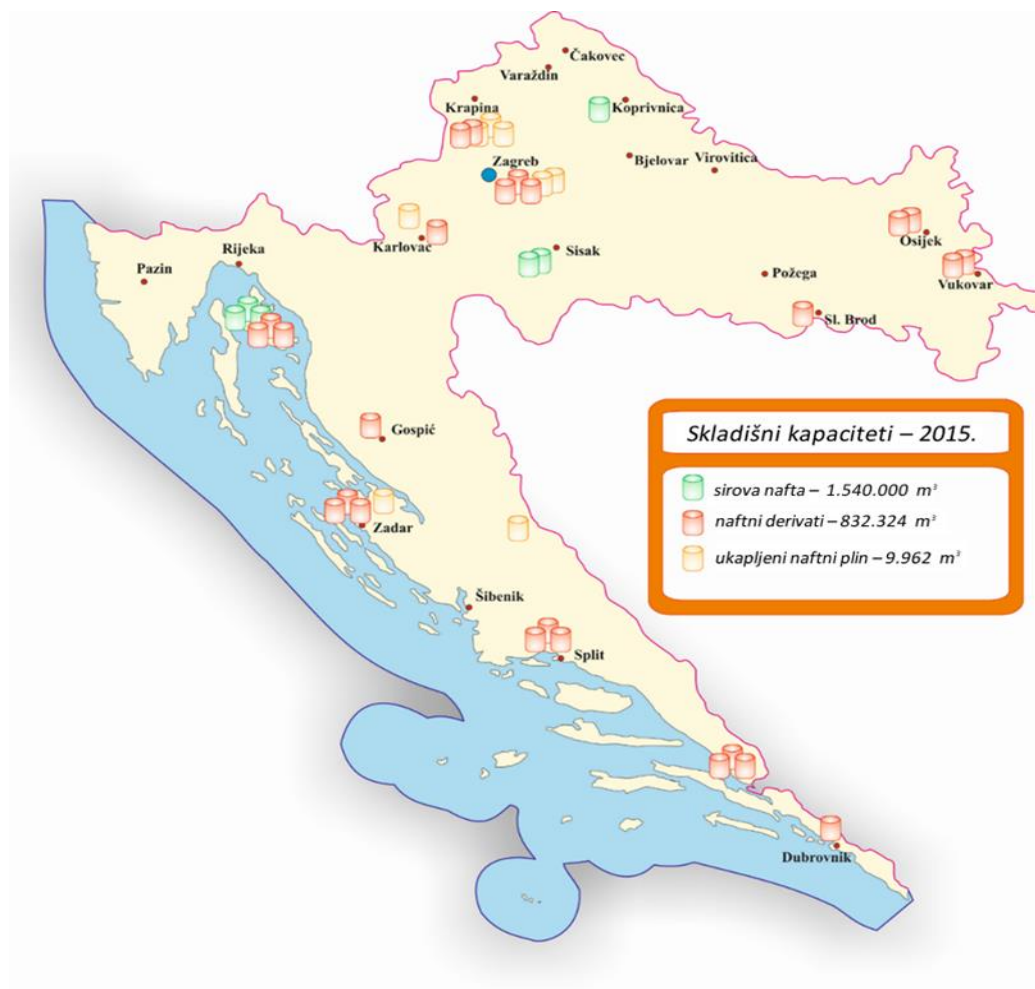 Čakovec
Varaždin
Krapina
Koprivnica
Zagreb
Bjelovar
Virovitica
Karlovac
Sisak
Osijek
Rijeka
Pazin
Požega
Vukovar
Sl. Brod
Gospić
Skladišni kapaciteti – 2015.
sirova nafta – 1.540.000 m³
naftni derivati – 832.324 m³
ukapljeni naftni plin – 9.962 m³
Zadar
Šibenik
Split
Dubrovnik